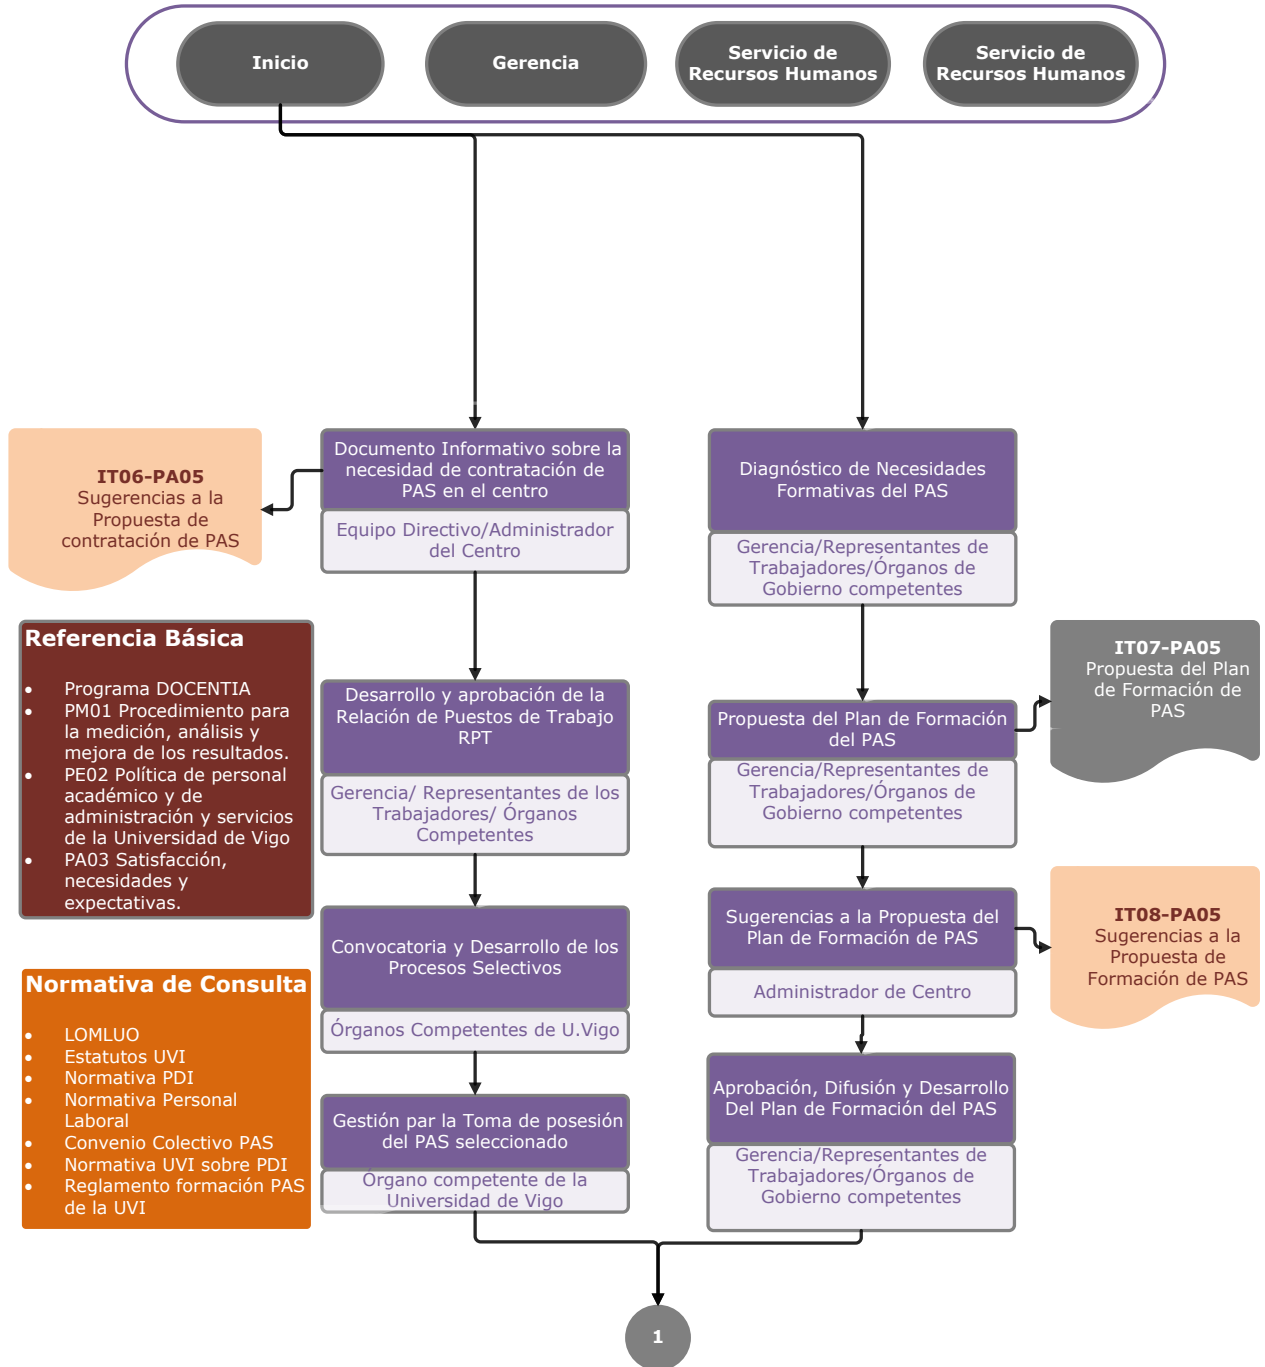 Inicio
Gerencia
Servicio de
Recursos Humanos
Servicio de
Recursos Humanos
IT06-PA05
Sugerencias a la
Propuesta de
contratación de PAS
Documento Informativo sobre la
necesidad de contratación de
PAS en el centro
Equipo Directivo/Administrador
del Centro
Diagnóstico de Necesidades
Formativas del PAS
Gerencia/Representantes de
Trabajadores/Órganos de
Gobierno competentes
Referencia Básica
• Programa DOCENTIA
• PM01 Procedimiento para
la medición, análisis y
mejora de los resultados.
• PE02 Política de personal
académico y de
administración y servicios
de la Universidad de Vigo
• PA03 Satisfacción,
necesidades y
expectativas.
Desarrollo y aprobación de la
Relación de Puestos de Trabajo
RPT
Gerencia/ Representantes de los
Trabajadores/ Órganos
Competentes
Propuesta del Plan de Formación
del PAS
Gerencia/Representantes de
Trabajadores/Órganos de
Gobierno competentes
IT07-PA05
Propuesta del Plan
de Formación de
PAS
Convocatoria y Desarrollo de los
Procesos Selectivos
Órganos Competentes de U.Vigo
Sugerencias a la Propuesta del
Plan de Formación de PAS
Administrador de Centro
IT08-PA05
Sugerencias a la
Propuesta de
Formación de PAS
Normativa de Consulta
• LOMLUO
• Estatutos UVI
• Normativa PDI
• Normativa Personal
Laboral
• Convenio Colectivo PAS
• Normativa UVI sobre PDI
• Reglamento formación PAS
de la UVI
Gestión par la Toma de posesión
del PAS seleccionado
Órgano competente de la
Universidad de Vigo
Aprobación, Difusión y Desarrollo
Del Plan de Formación del PAS
Gerencia/Representantes de
Trabajadores/Órganos de
Gobierno competentes
1